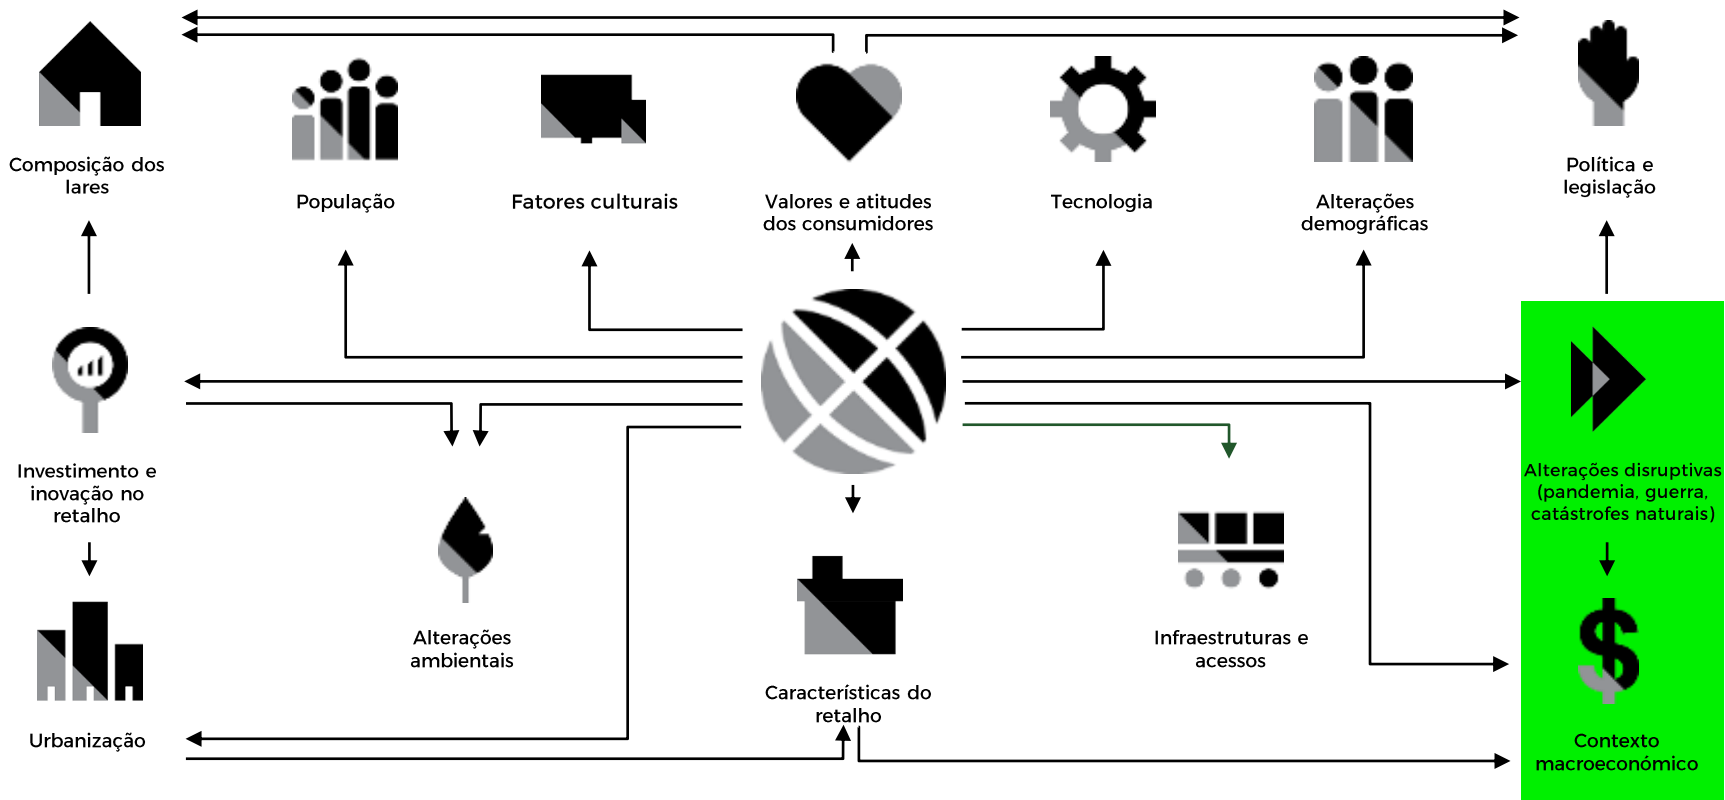 Composição dos
lares
População
Fatores culturais
Valores e atitudes
dos consumidores
Tecnologia
Alterações
demográficas
Política e
legislação
Investimento e
inovação no
retalho
Alterações disruptivas
(pandemia, guerra,
catástrofes naturais)
Alterações
ambientais
Infraestruturas e
acessos
Características do
retalho
Urbanização
$
Contexto
macroeconómico